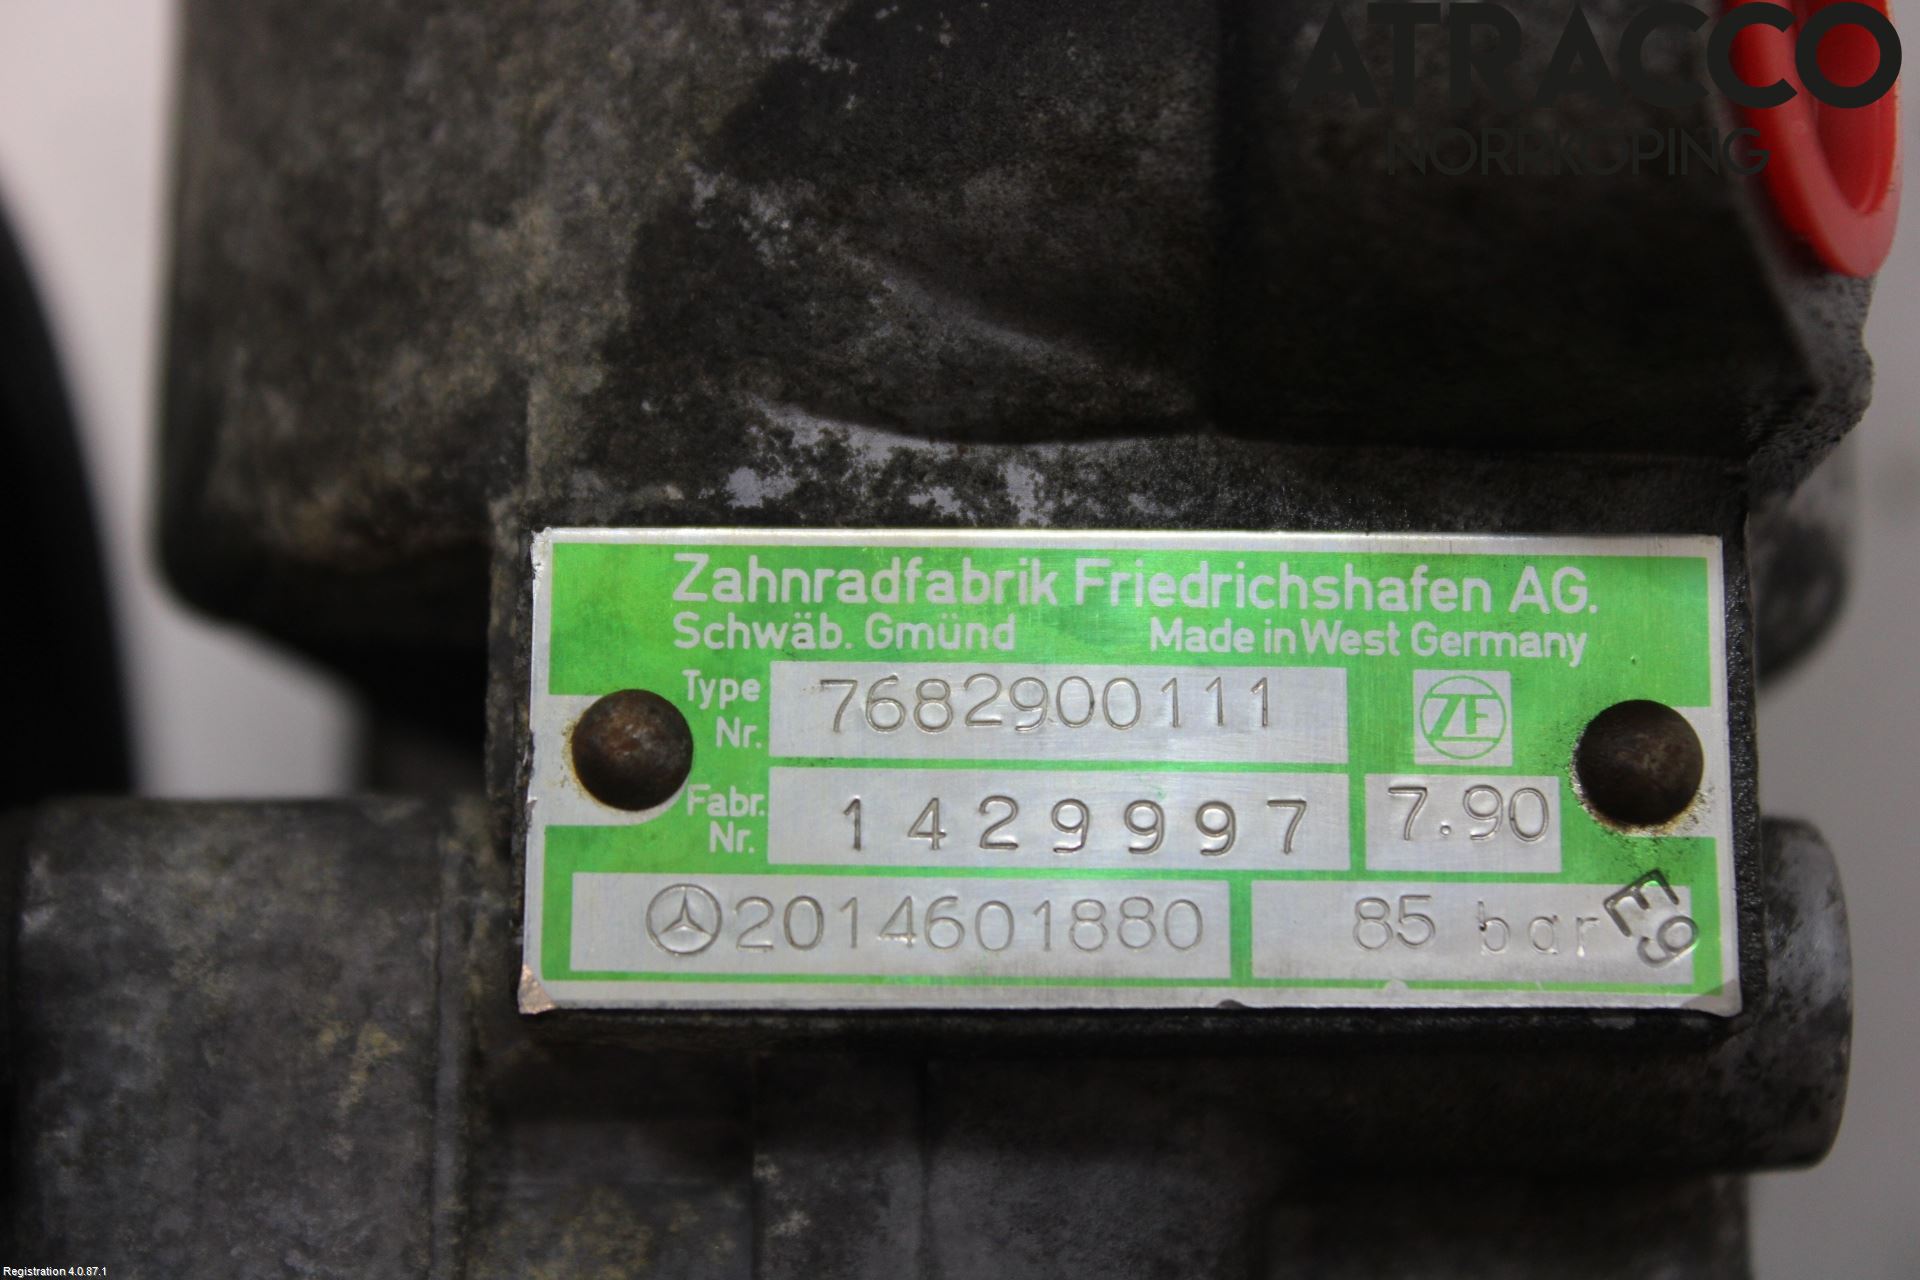 ATRACCO
NORRKÖPING
Zahnradfabrik Friedrichshafen AG.
Schwäb. Gmünd Made in West Germany
Type Nr. 7682900111 ZF
Fabr. Nr. 1429997 7.90
2014601880 85 bar E9
Registration 4.0.87.1